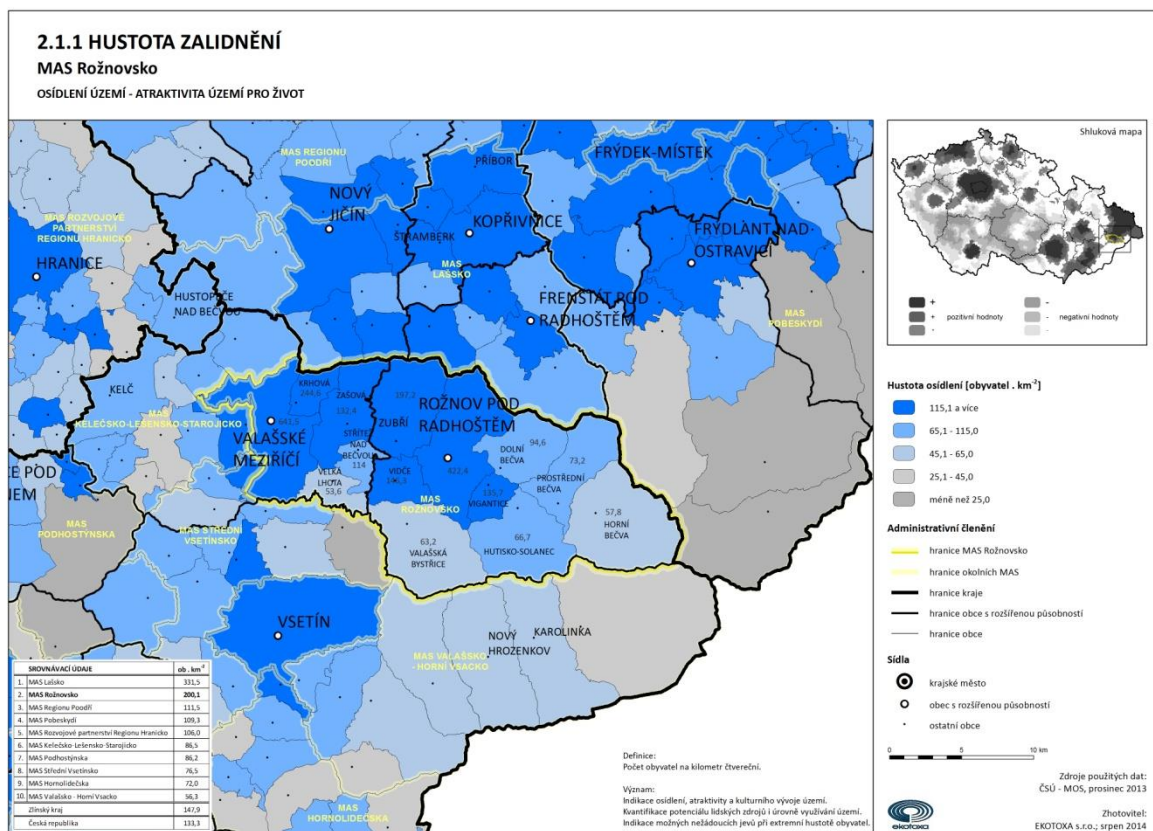 2.1.1 HUSTOTA ZALIDNĚNÍ
MAS Rožnovsko
OSÍDLENÍ ÚZEMÍ - ATRAKTIVITA ÚZEMÍ PRO ŽIVOT
MAS REGIONU
POODŘÍ
PŘÍBOR
FRÝDEK-MÍSTEK
NOVÝ
JIČÍN
KOPŘIVNICE
ŠTRAMBERK
MAS ROZVOJOVÉ
PARTNERSTVÍ
REGIONU HRANICKO
HRANICE
MAS
LAŠSKO
FRÝDLANT NAD
OSTRAVICÍ
HUSTOPEČE
NAD BEČVOU
FRENŠTÁT POD
RADHOŠTĚM
MAS
POBESKYDÍ
KELČ
MAS
KELEČSKO-LEŠENSKO-STAROJICKO
KRHOVÁ
244,6
ZAŠOVÁ
132,4
197,2
ZUBŘÍ
ROŽNOV POD
RADHOŠTĚM
641,5
VALAŠSKÉ
MEZIŘÍČÍ
STŘÍTEŽ
NAD
BEČVOU
114
VELKÁ
LHOTA
53,6
VIDČE
422,4
DOLNÍ
BEČVA
94,6
73,2
PROSTŘEDNÍ
BEČVA
VIGANTICE
MAS
ROŽNOVSKO
57,8
HORNÍ
BEČVA
63,2
VALAŠSKÁ
BYSTŘICE
66,7
HUTISKO-SOLANEC
CE POD
NEM
MAS
PODHOSTÝNSKA
MAS STŘEDNÍ
VSETÍNSKO
VSETÍN
MAS VALAŠSKO
- HORNÍ VSACKO
NOVÝ
HROZENKOV
KAROLINKA
MAS
HORNOLIDEČSKA
SROVNÁVACÍ ÚDAJE ob . km-2
1. MAS Lašsko 331,5
2. MAS Rožnovsko 200,1
3. MAS Regionu Poodří 111,5
4. MAS Pobeskydí 109,3
5. MAS Rozvojové partnerství Regionu Hranicko 106,0
6. MAS Kelečsko-Lešensko-Starojicko 86,5
7. MAS Podhostýnska 86,2
8. MAS Střední Vsetínsko 76,5
9. MAS Hornolidečska 72,0
10. MAS Valašsko - Horní Vsacko 56,3
Zlínský kraj 147,9
Česká republika 133,3
Definice:
Počet obyvatel na kilometr čtvereční.
Význam:
Indikace osídlení, atraktivity a kulturního vývoje území.
Kvantifikace potenciálu lidských zdrojů i úrovně využívání území.
Indikace možných nežádoucích jevů při extremní hustotě obyvatel.
Shluková mapa
+ -
+ pozitivní hodnoty - negativní hodnoty
- -
Hustota osídlení [obyvatel . km-2]
115,1 a více
65,1 - 115,0
45,1 - 65,0
25,1 - 45,0
méně než 25,0
Administrativní členění
hranice MAS Rožnovsko
hranice okolních MAS
hranice kraje
hranice obce s rozšířenou působností
hranice obce
Sídla
krajské město
obec s rozšířenou působností
ostatní obce
0 5 10 km
Zdroje použitých dat:
ČSÚ - MOS, prosinec 2013
Zhotovitel:
EKOTOXA s.r.o.; srpen 2014
ekotoxa